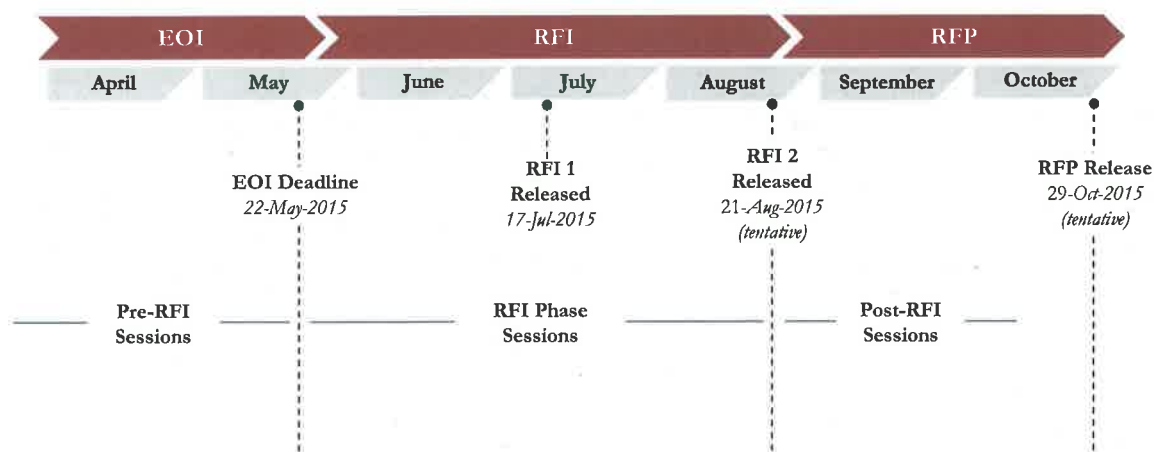 EOI RFI RFP
April May June July August September October
EOI Deadline
22-May-2015
RFI 1
Released
17-Jul-2015
RFI 2
Released
21-Aug-2015
(tentative)
RFP Release
29-Oct-2015
(tentative)
Pre-RFI
Sessions
RFI Phase
Sessions
Post-RFI
Sessions